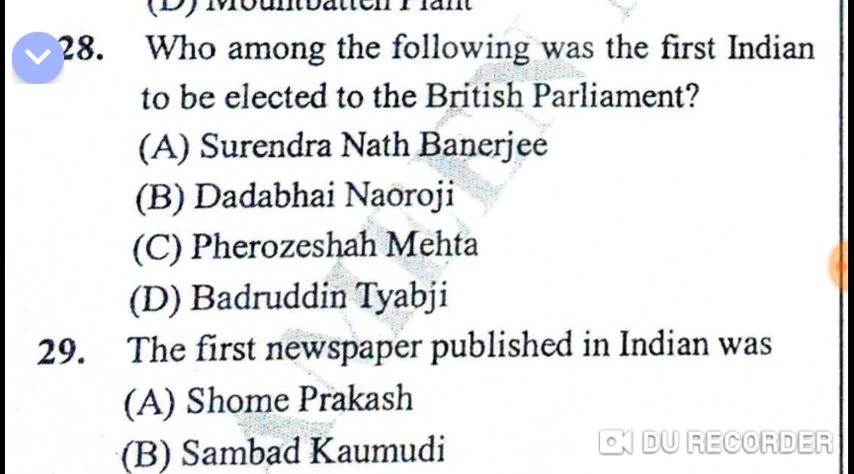 (D) Mountbatten Plant
28. Who among the following was the first Indian
to be elected to the British Parliament?
(A) Surendra Nath Banerjee
(B) Dadabhai Naoroji
(C) Pherozeshah Mehta
(D) Badruddin Tyabji
29. The first newspaper published in Indian was
(A) Shome Prakash
(B) Sambad Kaumudi
DU RECORDER